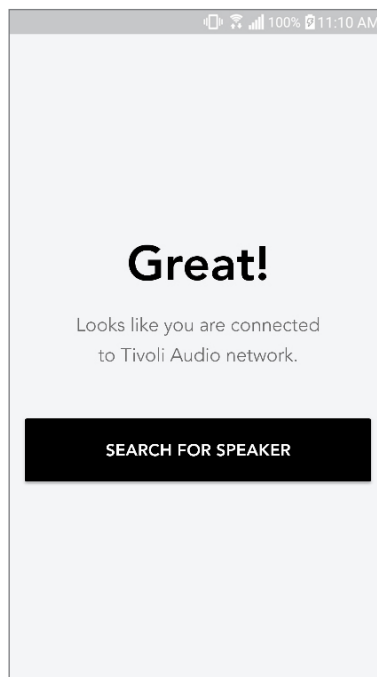 100% 11:10 AM
Great!
Looks like you are connected
to Tivoli Audio network.
SEARCH FOR SPEAKER